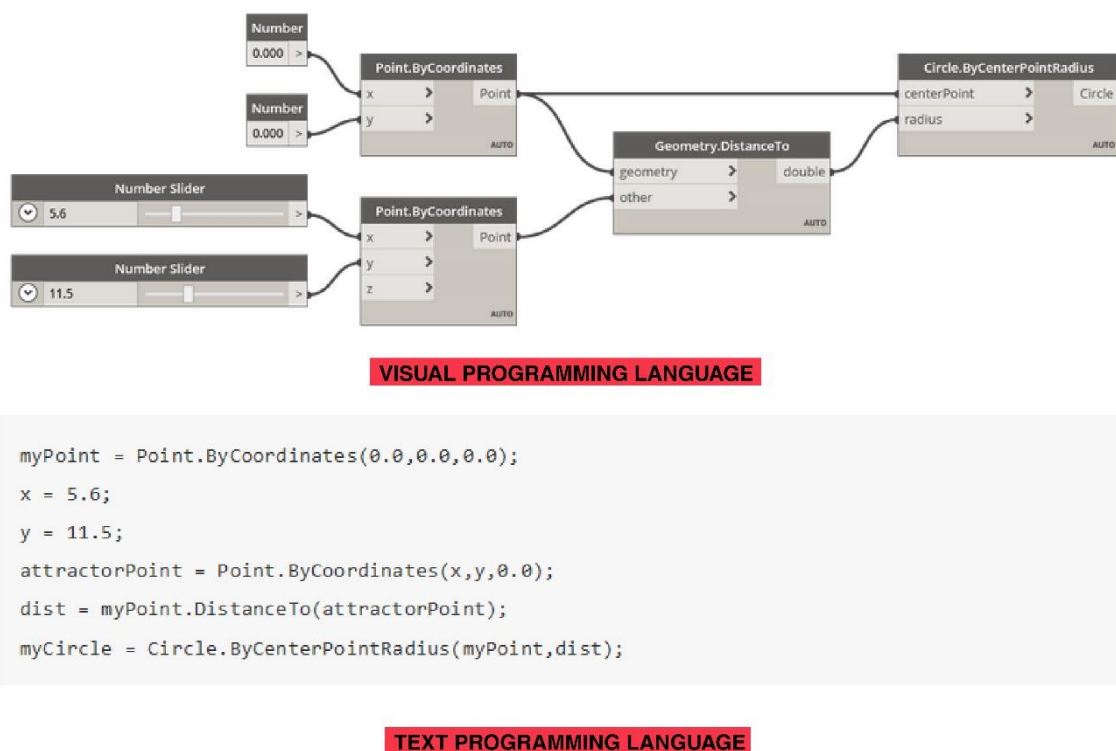 Number
0.000 >
Number
0.000 >
Point.ByCoordinates
x > Point
y >
AUTO
Number Slider
5.6 >
Number Slider
11.5 >
Point.ByCoordinates
x > Point
y >
z >
AUTO
Geometry.DistanceTo
geometry > double
other >
AUTO
Circle.ByCenterPointRadius
centerPoint > Circle
radius >
AUTO
VISUAL PROGRAMMING LANGUAGE
myPoint = Point.ByCoordinates(0.0,0.0,0.0);
x = 5.6;
y = 11.5;
attractorPoint = Point.ByCoordinates(x,y,0.0);
dist = myPoint.DistanceTo(attractorPoint);
myCircle = Circle.ByCenterPointRadius(myPoint,dist);
TEXT PROGRAMMING LANGUAGE